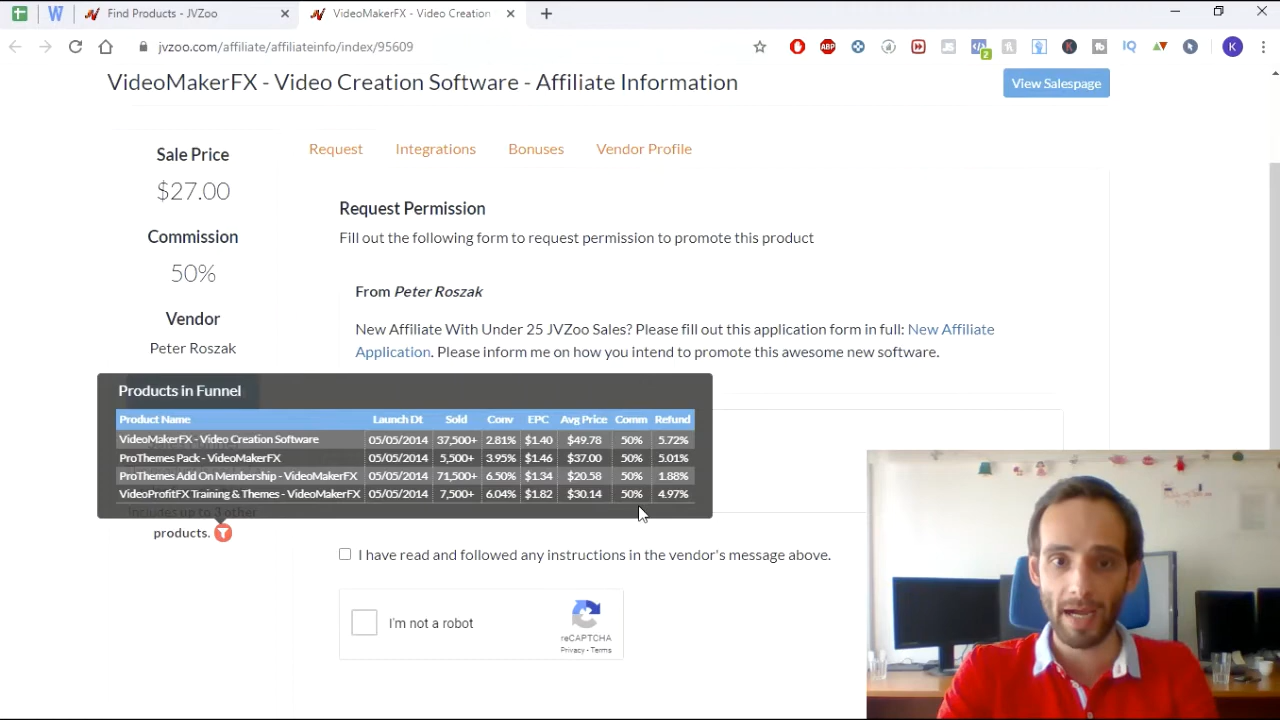 Find Products - JVZoo
VideoMakerFX - Video Creation
jvzoo.com/affiliate/affiliateinfo/index/95609
ABP
2
IQ
K
VideoMakerFX - Video Creation Software - Affiliate Information
View Salespage
Sale Price
$27.00
Commission
50%
Vendor
Peter Roszak
Request Integrations Bonuses Vendor Profile
Request Permission
Fill out the following form to request permission to promote this product
From Peter Roszak
New Affiliate With Under 25 JVZoo Sales? Please fill out this application form in full: New Affiliate
Application. Please inform me on how you intend to promote this awesome new software.
Products in Funnel
Product Name Launch Dt Sold Conv EPC Avg Price Comm Refund
VideoMakerFX - Video Creation Software 05/05/2014 37,500+ 2.81% $1.40 $49.78 50% 5.72%
ProThemes Pack - VideoMakerFX 05/05/2014 5,500+ 3.95% $1.46 $37.00 50% 5.01%
ProThemes Add On Membership - VideoMakerFX 05/05/2014 71,500+ 6.50% $1.34 $20.58 50% 1.88%
VideoProfitFX Training & Themes - VideoMakerFX 05/05/2014 7,500+ 6.04% $1.82 $30.14 50% 4.97%
Includes up to 3 other
products.
I have read and followed any instructions in the vendor's message above.
I'm not a robot
reCAPTCHA
Privacy - Terms